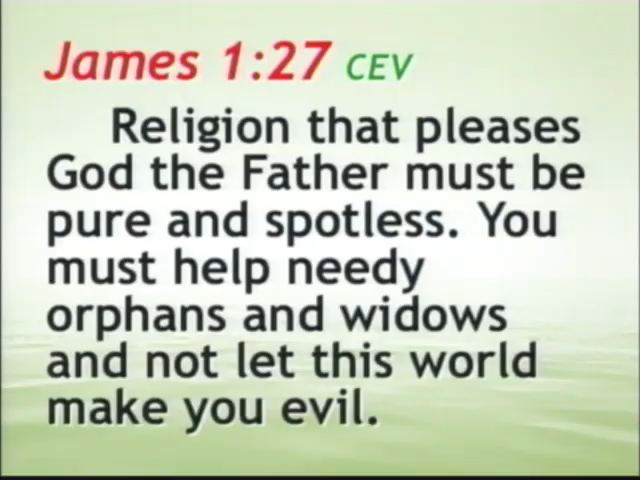 James 1:27 CEV
Religion that pleases
God the Father must be
pure and spotless. You
must help needy
orphans and widows
and not let this world
make you evil.